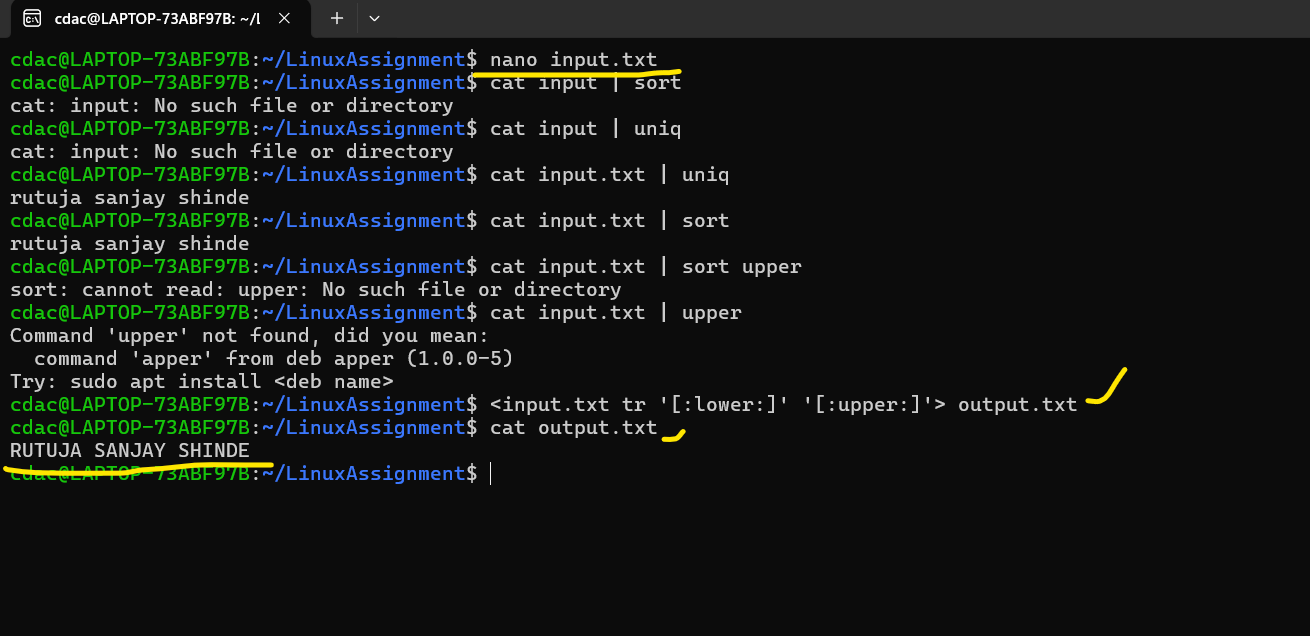 cdac@LAPTOP-73ABF97B: ~/l
cdac@LAPTOP-73ABF97B:~/LinuxAssignment$ nano input.txt
cdac@LAPTOP-73ABF97B:~/LinuxAssignment$ cat input | sort
cat: input: No such file or directory
cdac@LAPTOP-73ABF97B:~/LinuxAssignment$ cat input | uniq
cat: input: No such file or directory
cdac@LAPTOP-73ABF97B:~/LinuxAssignment$ cat input.txt | uniq
rutuja sanjay shinde
cdac@LAPTOP-73ABF97B:~/LinuxAssignment$ cat input.txt | sort
rutuja sanjay shinde
cdac@LAPTOP-73ABF97B:~/LinuxAssignment$ cat input.txt | sort upper
sort: cannot read: upper: No such file or directory
cdac@LAPTOP-73ABF97B:~/LinuxAssignment$ cat input.txt | upper
Command 'upper' not found, did you mean:
  command 'apper' from deb apper (1.0.0-5)
Try: sudo apt install <deb name>
cdac@LAPTOP-73ABF97B:~/LinuxAssignment$ <input.txt tr '[:lower:]' '[:upper:]'> output.txt
cdac@LAPTOP-73ABF97B:~/LinuxAssignment$ cat output.txt
RUTUJA SANJAY SHINDE
cdac@LAPTOP-73ABF97B:~/LinuxAssignment$